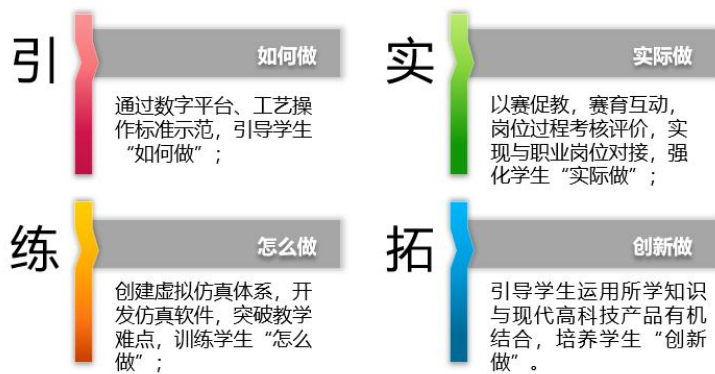 引
如何做
通过数字平台、工艺操
作标准示范，引导学生
“如何做”；
实
实际做
以赛促教，赛育互动，
岗位过程考核评价，实
现与职业岗位对接，强
化学生“实际做”；
练
怎么做
创建虚拟仿真体系，开
发仿真软件，突破教学
难点，训练学生“怎么
做”；
拓
创新做
引导学生运用所学知识
与现代高科技产品有机
结合，培养学生“创新
做”。